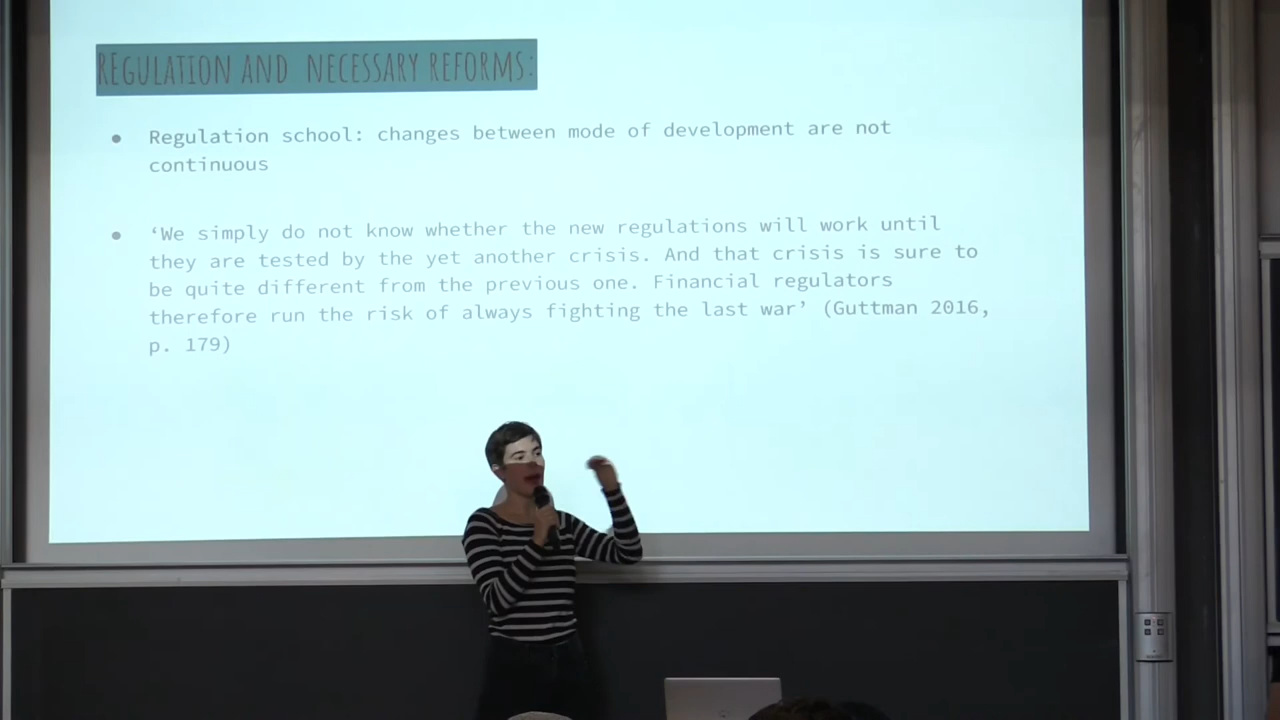 REGULATION AND NECESSARY REFORMS:
● Regulation school: changes between mode of development are not
continuous
● ‘We simply do not know whether the new regulations will work until
they are tested by the yet another crisis. And that crisis is sure to
be quite different from the previous one. Financial regulators
therefore run the risk of always fighting the last war’ (Guttman 2016,
p. 179)